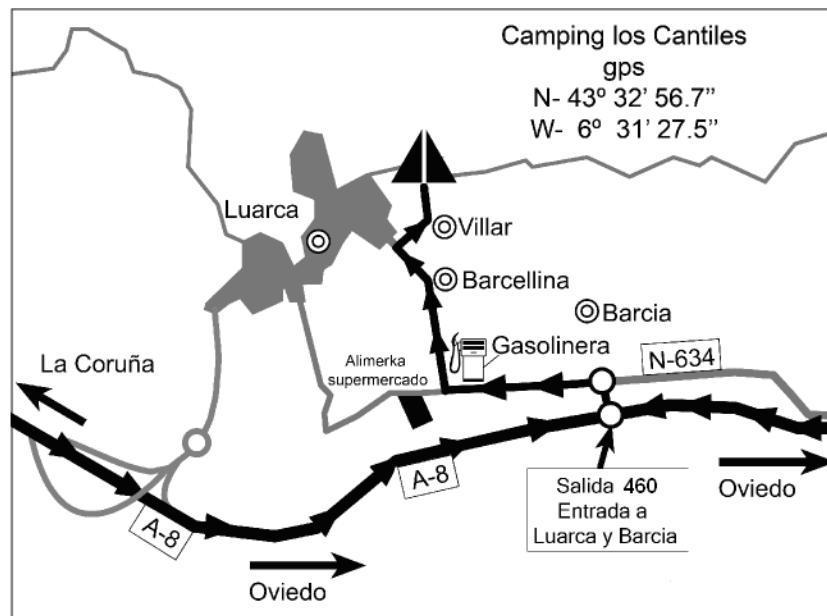 Camping los Cantiles
gps
N- 43º 32’ 56.7”
W- 6º 31’ 27.5”
Luarca
Villar
Barcellina
Barcia
La Coruña
Alimerka
supermercado
Gasolinera
N-634
A-8
A-8
Salida 460
Entrada a
Luarca y Barcia
Oviedo
Oviedo